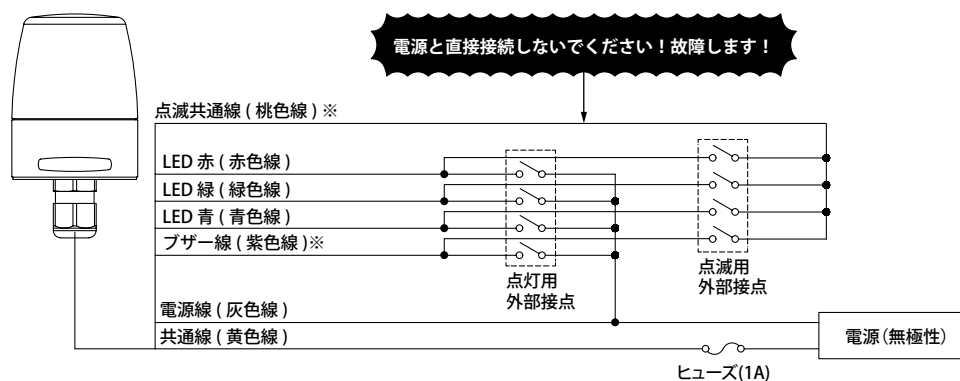 電源と直接接続しないでください！故障します！
点滅共通線 ( 桃色線 ) ※
LED 赤 ( 赤色線 )
LED 緑 ( 緑色線 )
LED 青 ( 青色線 )
ブザー線 ( 紫色線 )※
点灯用
外部接点
点滅用
外部接点
電源線 ( 灰色線 )
共通線 ( 黄色線 )
電源（無極性）
ヒューズ(1A)